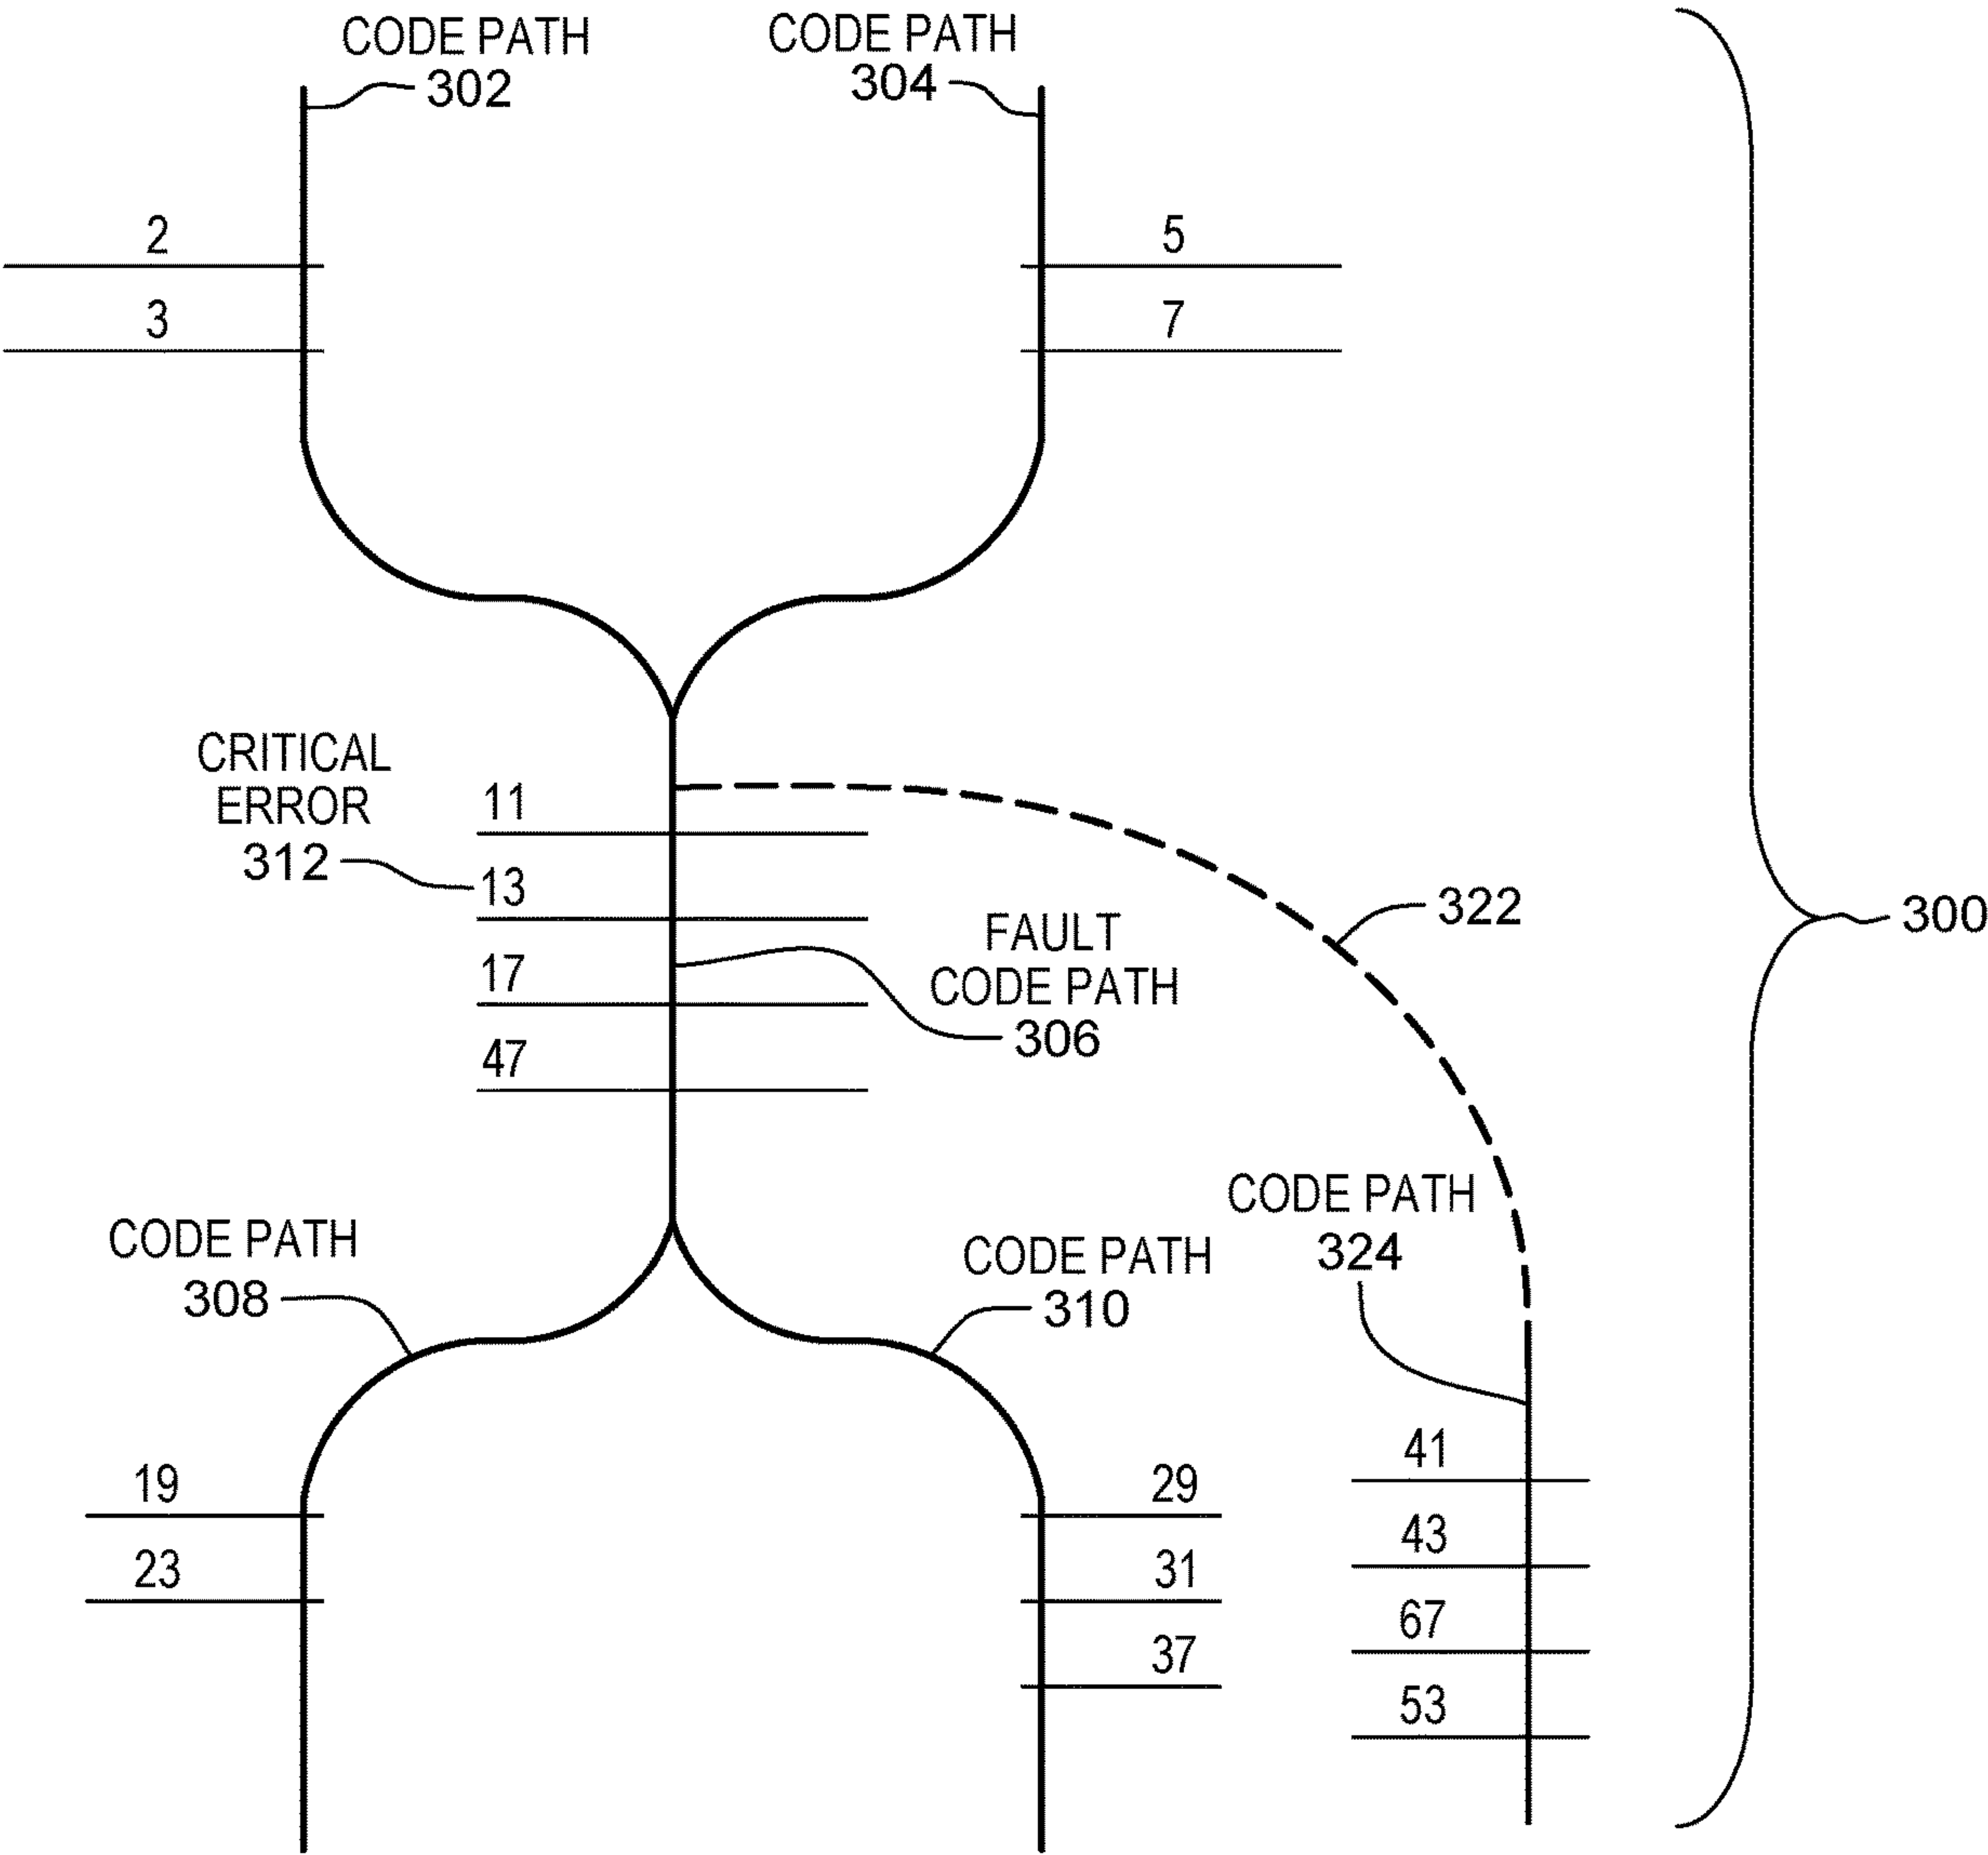 CODE PATH
302
CODE PATH
304
2
3
5
7
CRITICAL
ERROR
312
11
13
17
47
FAULT
CODE PATH
306
322
300
CODE PATH
308
CODE PATH
310
CODE PATH
324
19
23
29
31
37
41
43
67
53